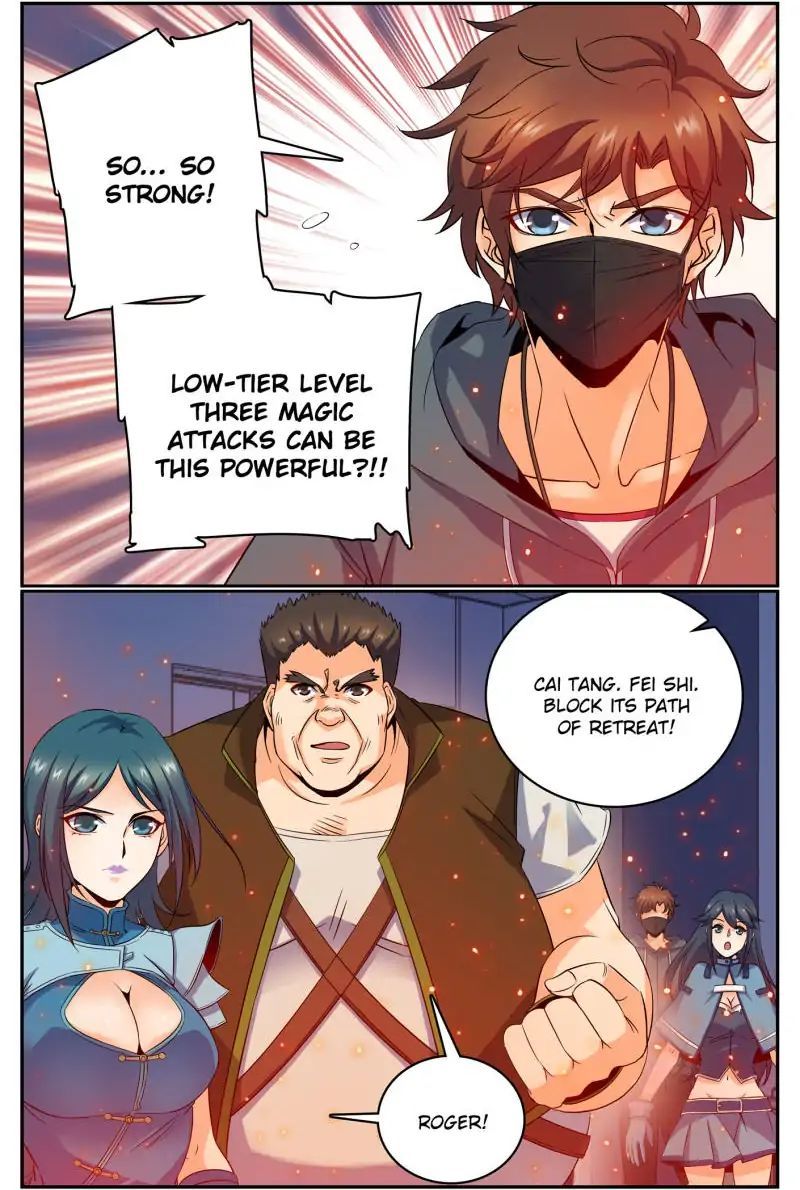 SO... SO
STRONG!
LOW-TIER LEVEL
THREE MAGIC
ATTACKS CAN BE
THIS POWERFUL?!!
CAI TANG. FEI SHI.
BLOCK ITS PATH
OF RETREAT!
ROGER!